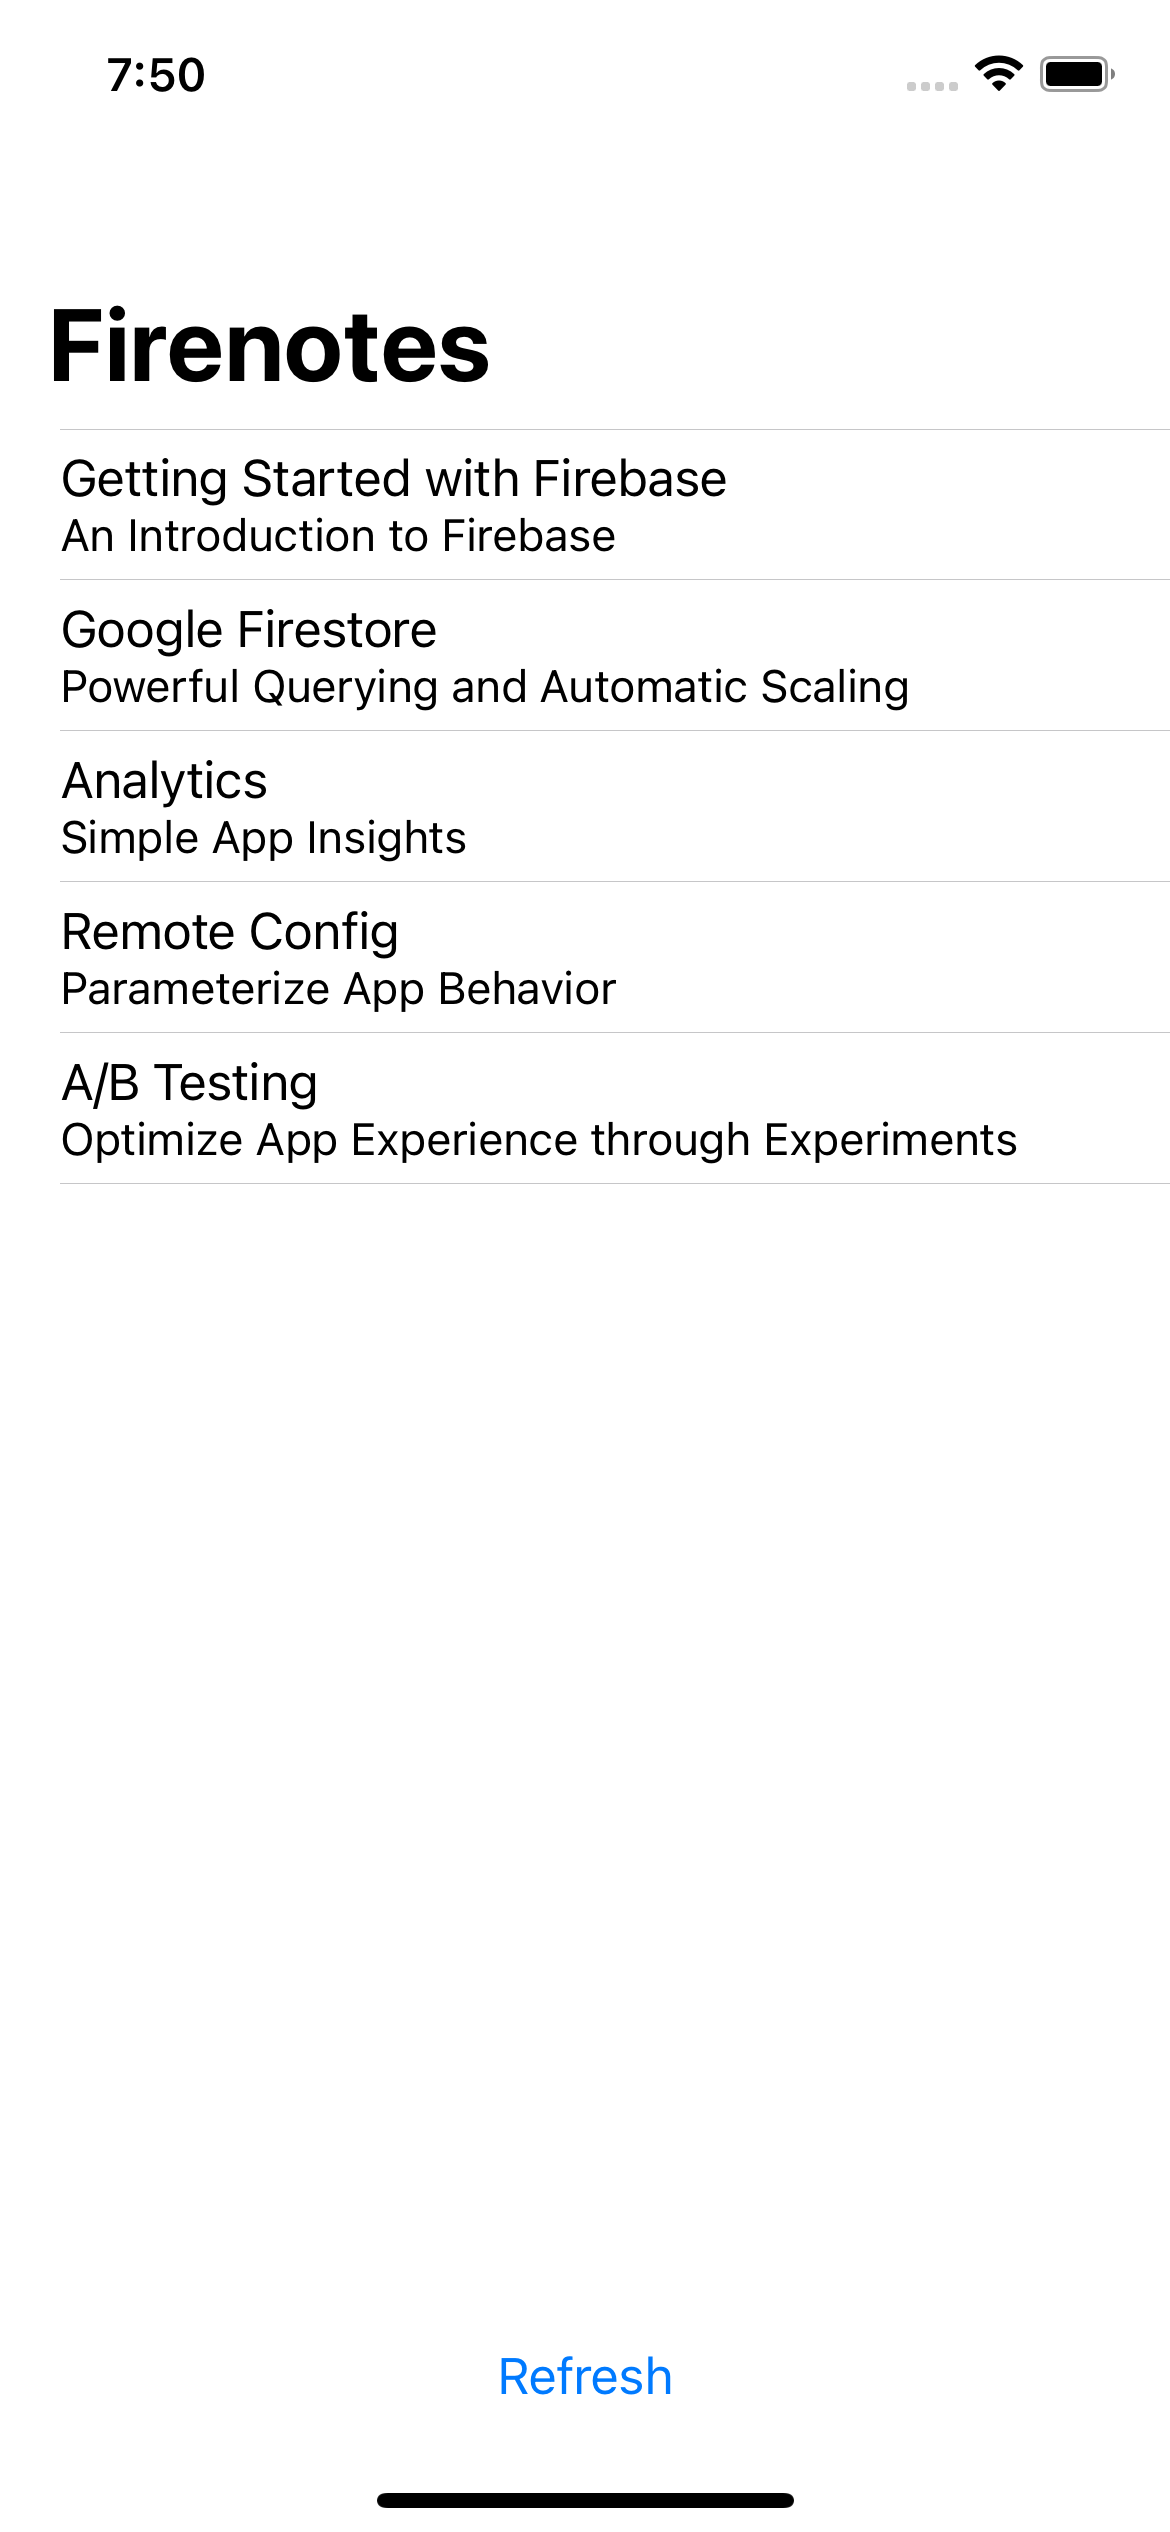 7:50
Firenotes
Getting Started with Firebase
An Introduction to Firebase
Google Firestore
Powerful Querying and Automatic Scaling
Analytics
Simple App Insights
Remote Config
Parameterize App Behavior
A/B Testing
Optimize App Experience through Experiments
Refresh